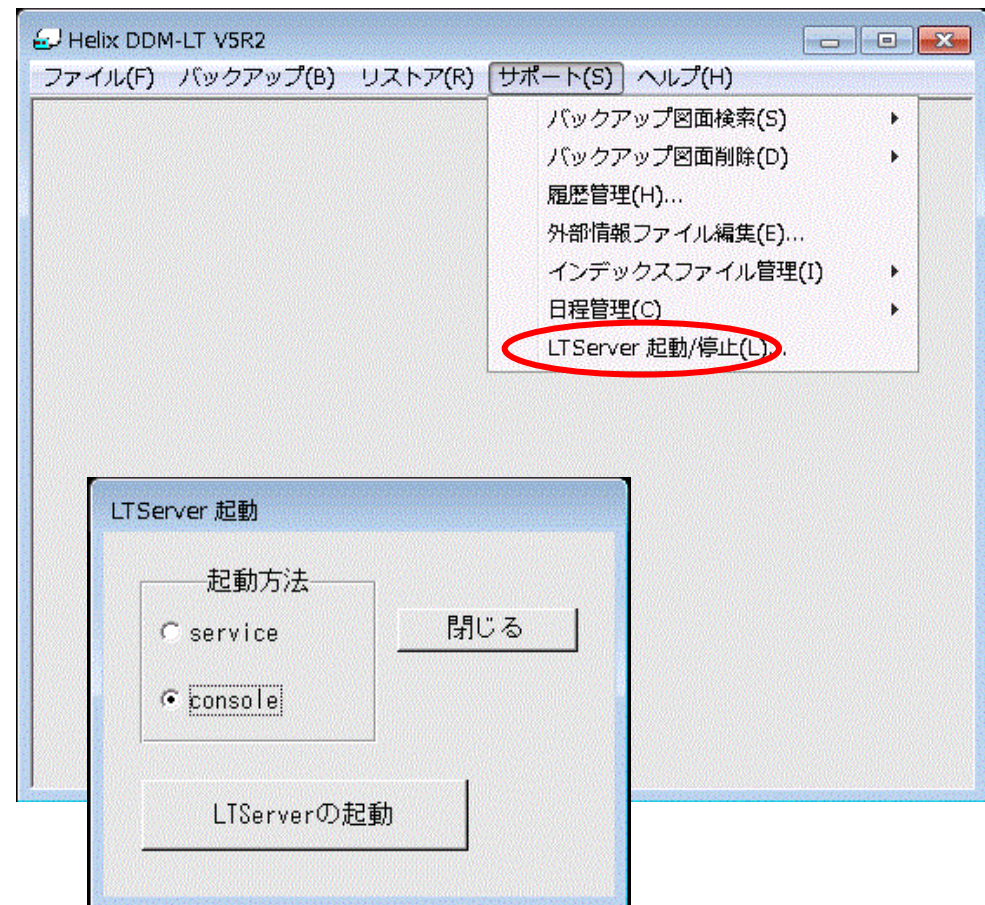 Helix DDM-LT V5R2
ファイル(F) バックアップ(B) リストア(R) サポート(S) ヘルプ(H)
バックアップ図面検索(S)
バックアップ図面削除(D)
履歴管理(H)...
外部情報ファイル編集(E)...
インデックスファイル管理(I)
日程管理(C)
LTServer 起動/停止(L)...
LTServer 起動
起動方法
service
閉じる
console
LTServerの起動